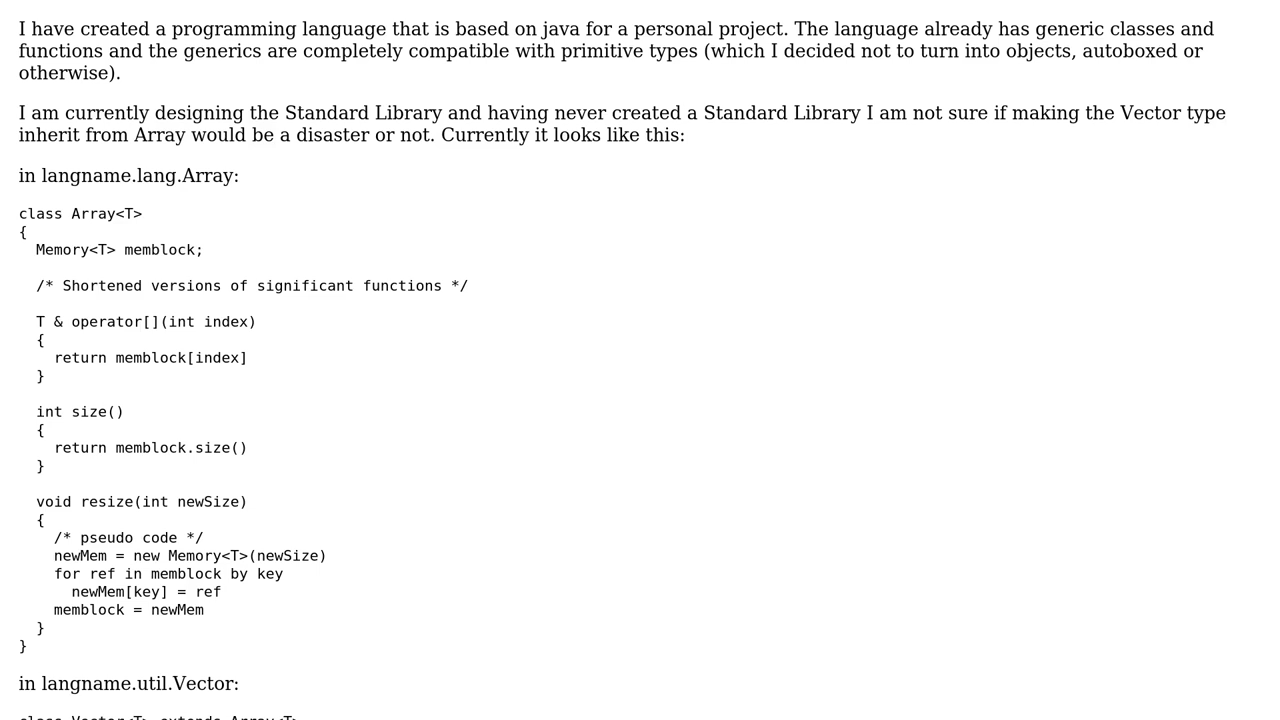 I have created a programming language that is based on java for a personal project. The language already has generic classes and
functions and the generics are completely compatible with primitive types (which I decided not to turn into objects, autoboxed or
otherwise).
I am currently designing the Standard Library and having never created a Standard Library I am not sure if making the Vector type
inherit from Array would be a disaster or not. Currently it looks like this:
in langname.lang.Array:
class Array<T>
{
  Memory<T> memblock;

  /* Shortened versions of significant functions */

  T & operator[](int index)
  {
    return memblock[index]
  }

  int size()
  {
    return memblock.size()
  }

  void resize(int newSize)
  {
    /* pseudo code */
    newMem = new Memory<T>(newSize)
    for ref in memblock by key
      newMem[key] = ref
    memblock = newMem
  }
}
in langname.util.Vector:
class Vector<T> extends Array<T>